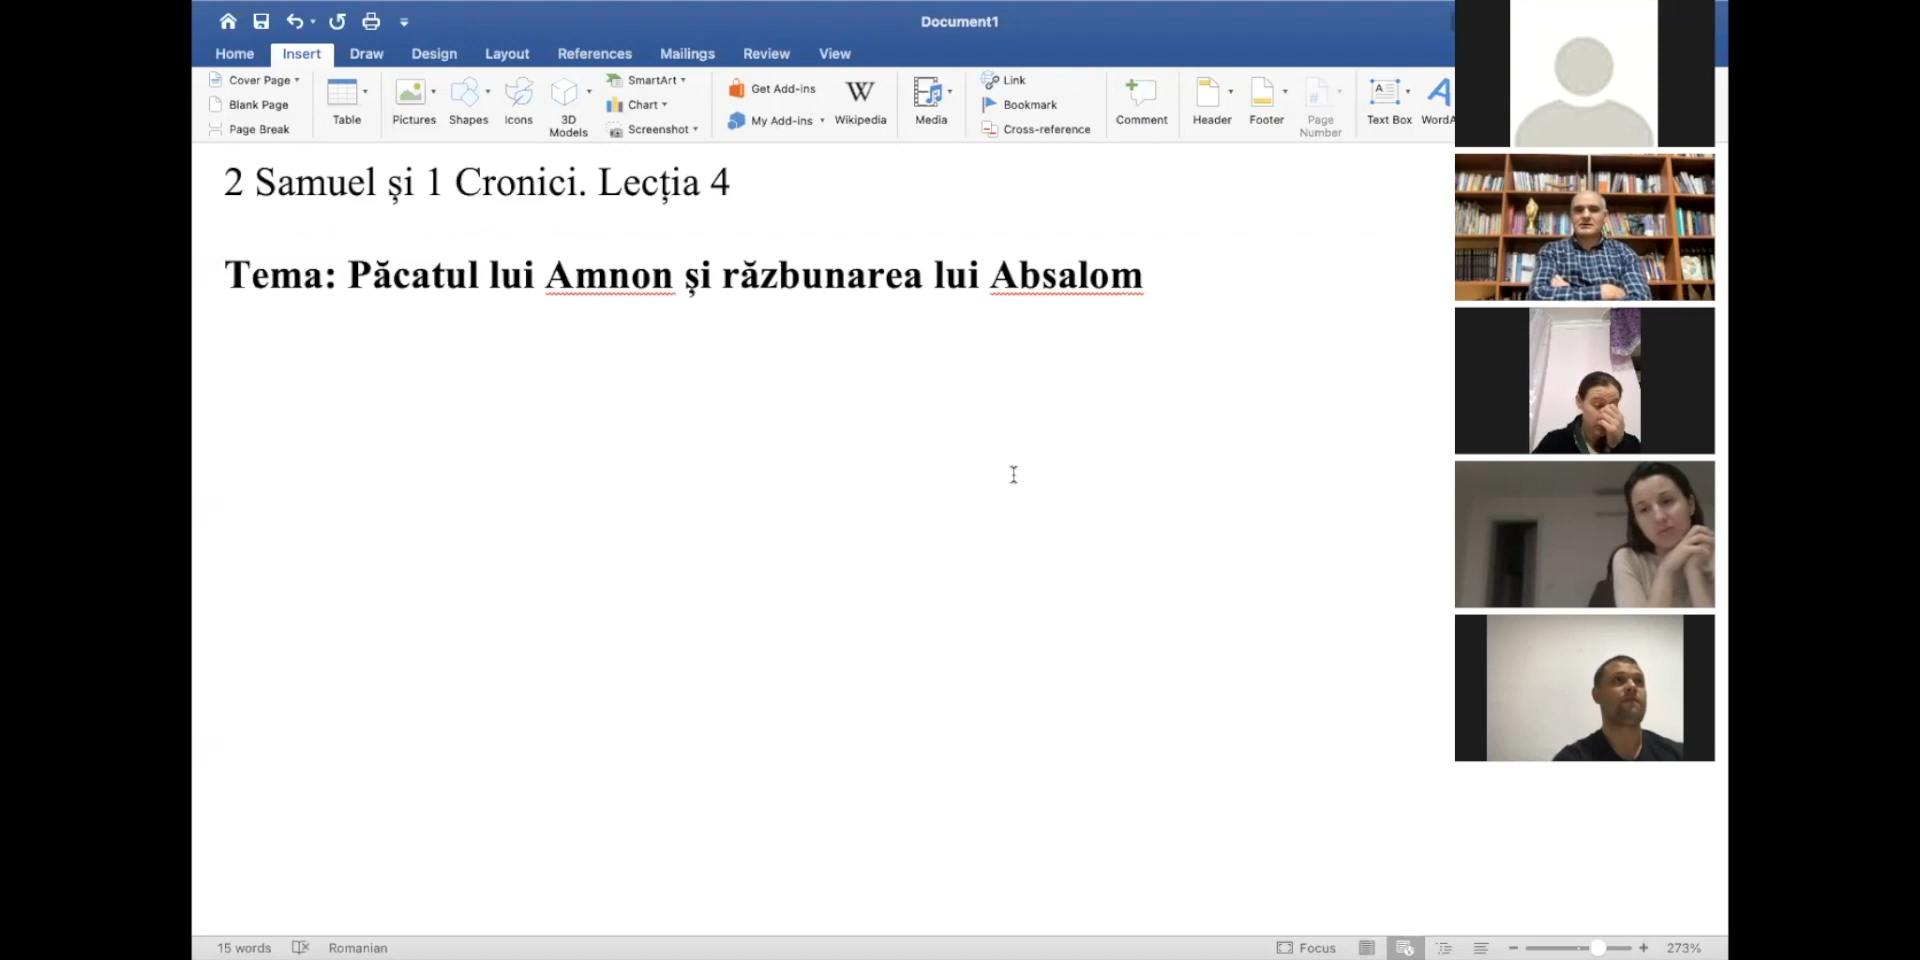 Document1
Home Insert Draw Design Layout References Mailings Review View
Cover Page
Blank Page
Page Break
Table
Pictures
Shapes
Icons
3D
Models
SmartArt
Chart
Screenshot
Get Add-ins
My Add-ins
W
Wikipedia
Media
Link
Bookmark
Cross-reference
Comment
Header
Footer
#
Page
Number
A
Text Box
A
WordA
2 Samuel și 1 Cronici. Lecția 4
Tema: Păcatul lui Amnon și răzbunarea lui Absalom
15 words Romanian Focus 273%